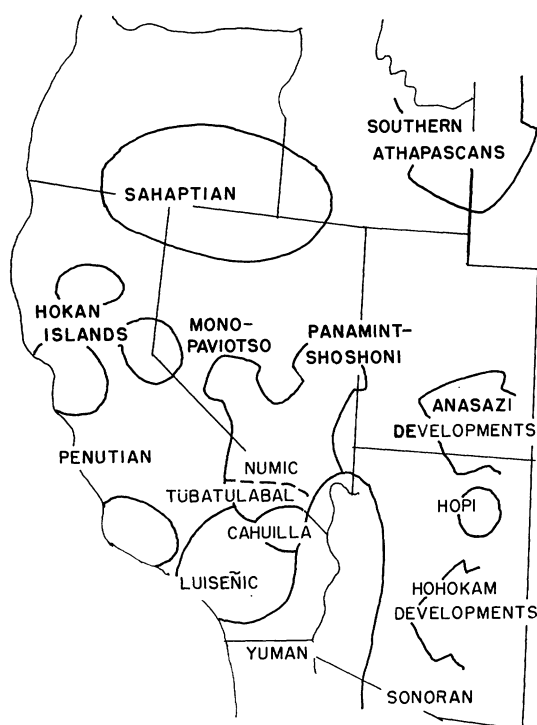 SOUTHERN
ATHAPASCANS
SAHAPTIAN
HOKAN
ISLANDS
MONO-
PAVIOTSO
PANAMINT-
SHOSHONI
ANASAZI
DEVELOPMENTS
PENUTIAN
NUMIC
TÜBATULABAL
HOPI
CAHUILLA
LUISEÑIC
HOHOKAM
DEVELOPMENTS
YUMAN
SONORAN